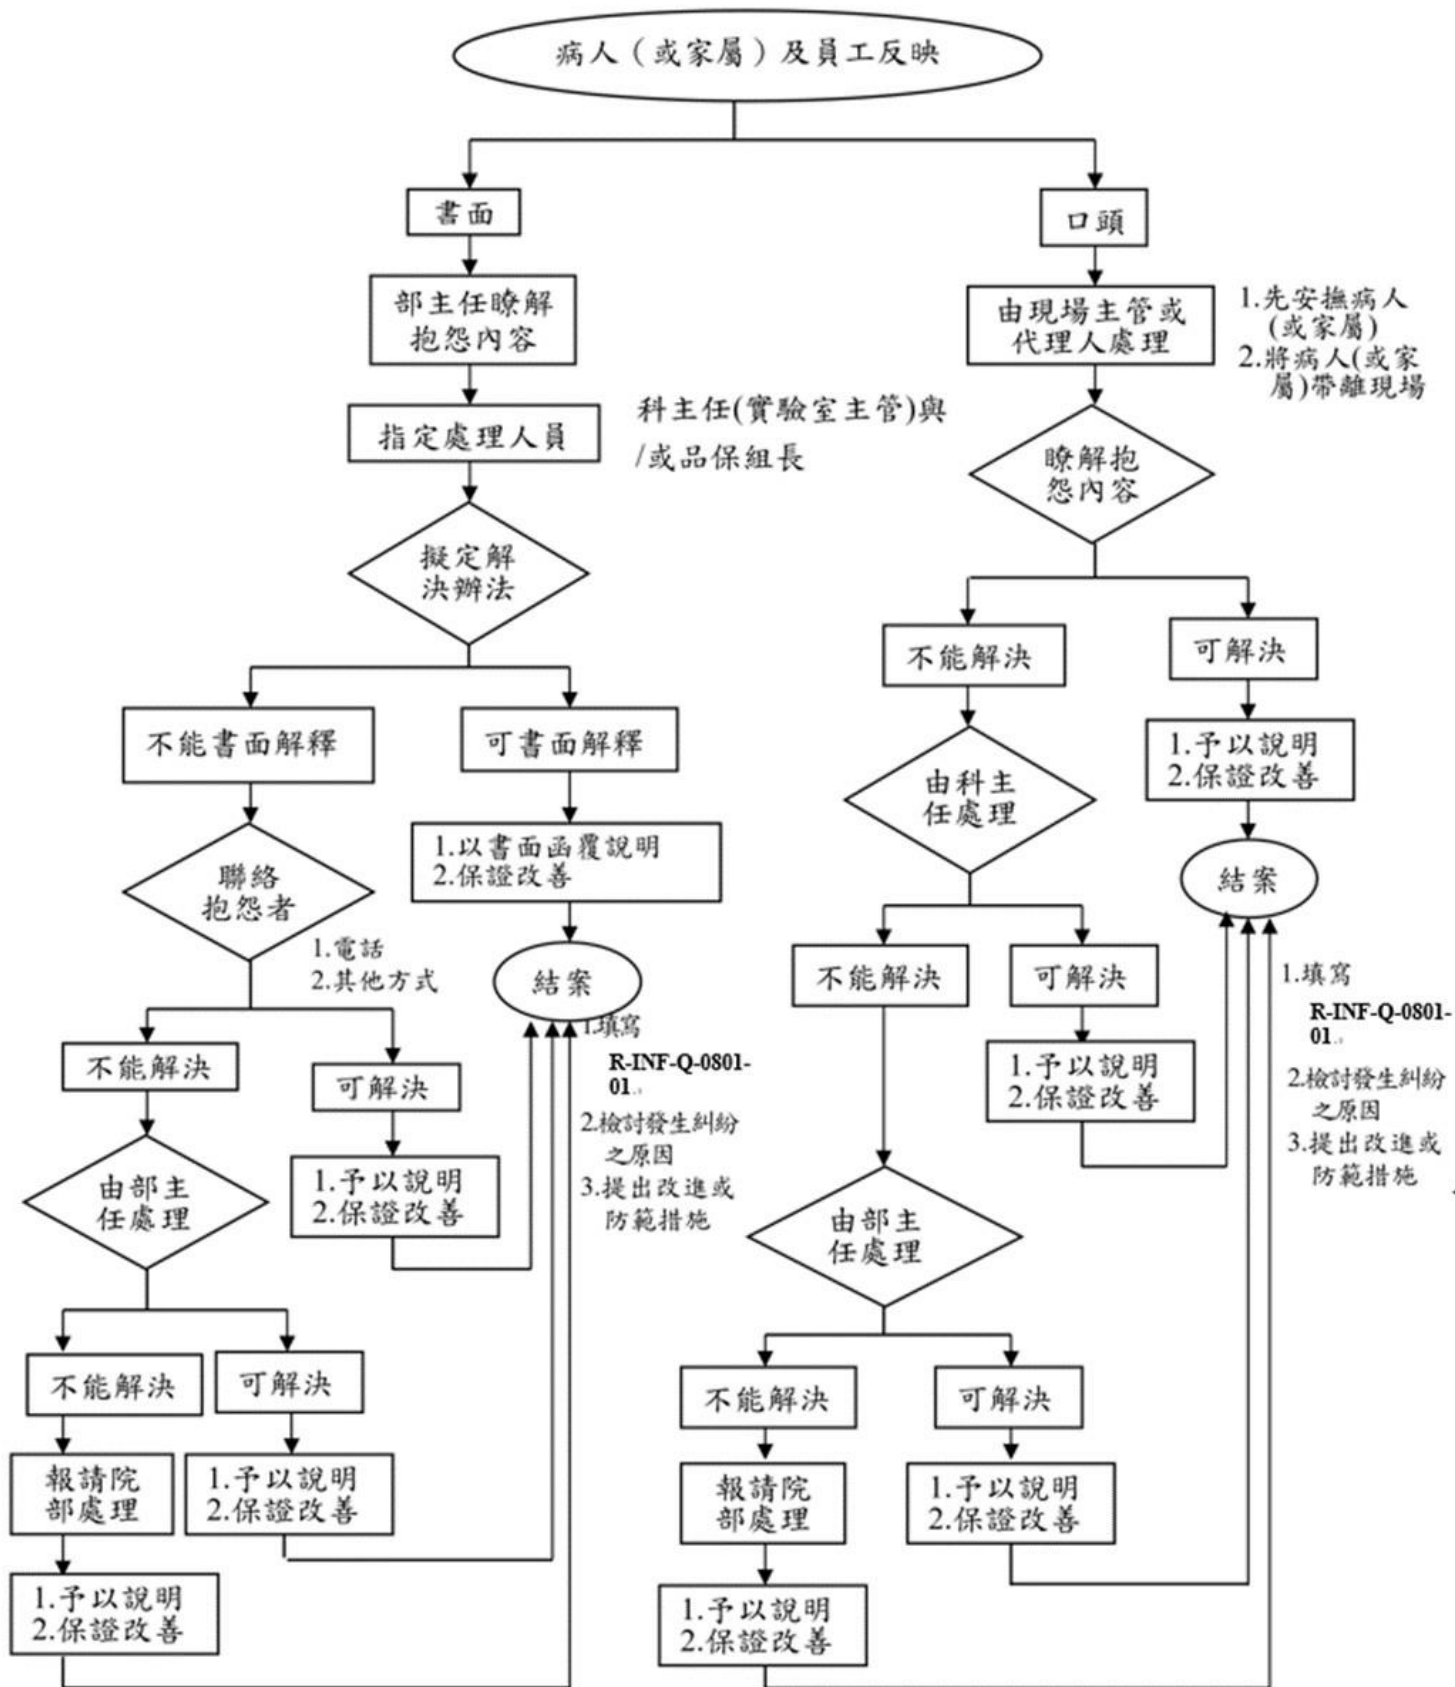 病人（或家屬）及員工反映
書面
部主任瞭解
抱怨內容
指定處理人員
科主任(實驗室主管)與
/或品保組長
擬定解
決辦法
不能書面解釋
可書面解釋
1.以書面函覆說明
2.保證改善
聯絡
抱怨者
1.電話
2.其他方式
結案
1.填寫
R-INF-Q-0801-
01.
2.檢討發生糾紛
之原因
3.提出改進或
防範措施
不能解決
可解決
1.予以說明
2.保證改善
由部主
任處理
不能解決
可解決
報請院
部處理
1.予以說明
2.保證改善
1.予以說明
2.保證改善
口頭
由現場主管或
代理人處理
1.先安撫病人
(或家屬)
2.將病人(或家
屬)帶離現場
瞭解抱
怨內容
不能解決
可解決
1.予以說明
2.保證改善
由科主
任處理
結案
1.填寫
R-INF-Q-0801-
01.
2.檢討發生糾紛
之原因
3.提出改進或
防範措施
不能解決
可解決
1.予以說明
2.保證改善
由部主
任處理
不能解決
可解決
報請院
部處理
1.予以說明
2.保證改善
1.予以說明
2.保證改善